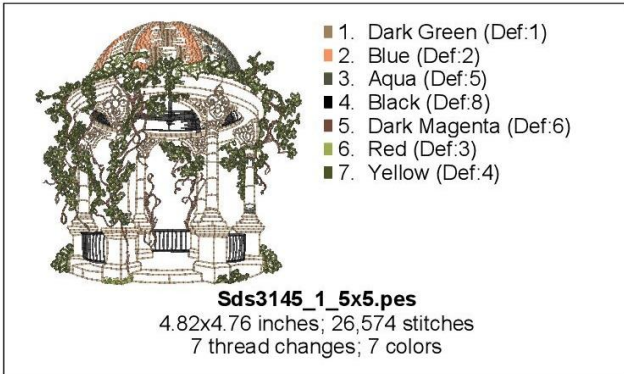 1. Dark Green (Def:1)
2. Blue (Def:2)
3. Aqua (Def:5)
4. Black (Def:8)
5. Dark Magenta (Def:6)
6. Red (Def:3)
7. Yellow (Def:4)
Sds3145_1_5x5.pes
4.82x4.76 inches; 26,574 stitches
7 thread changes; 7 colors